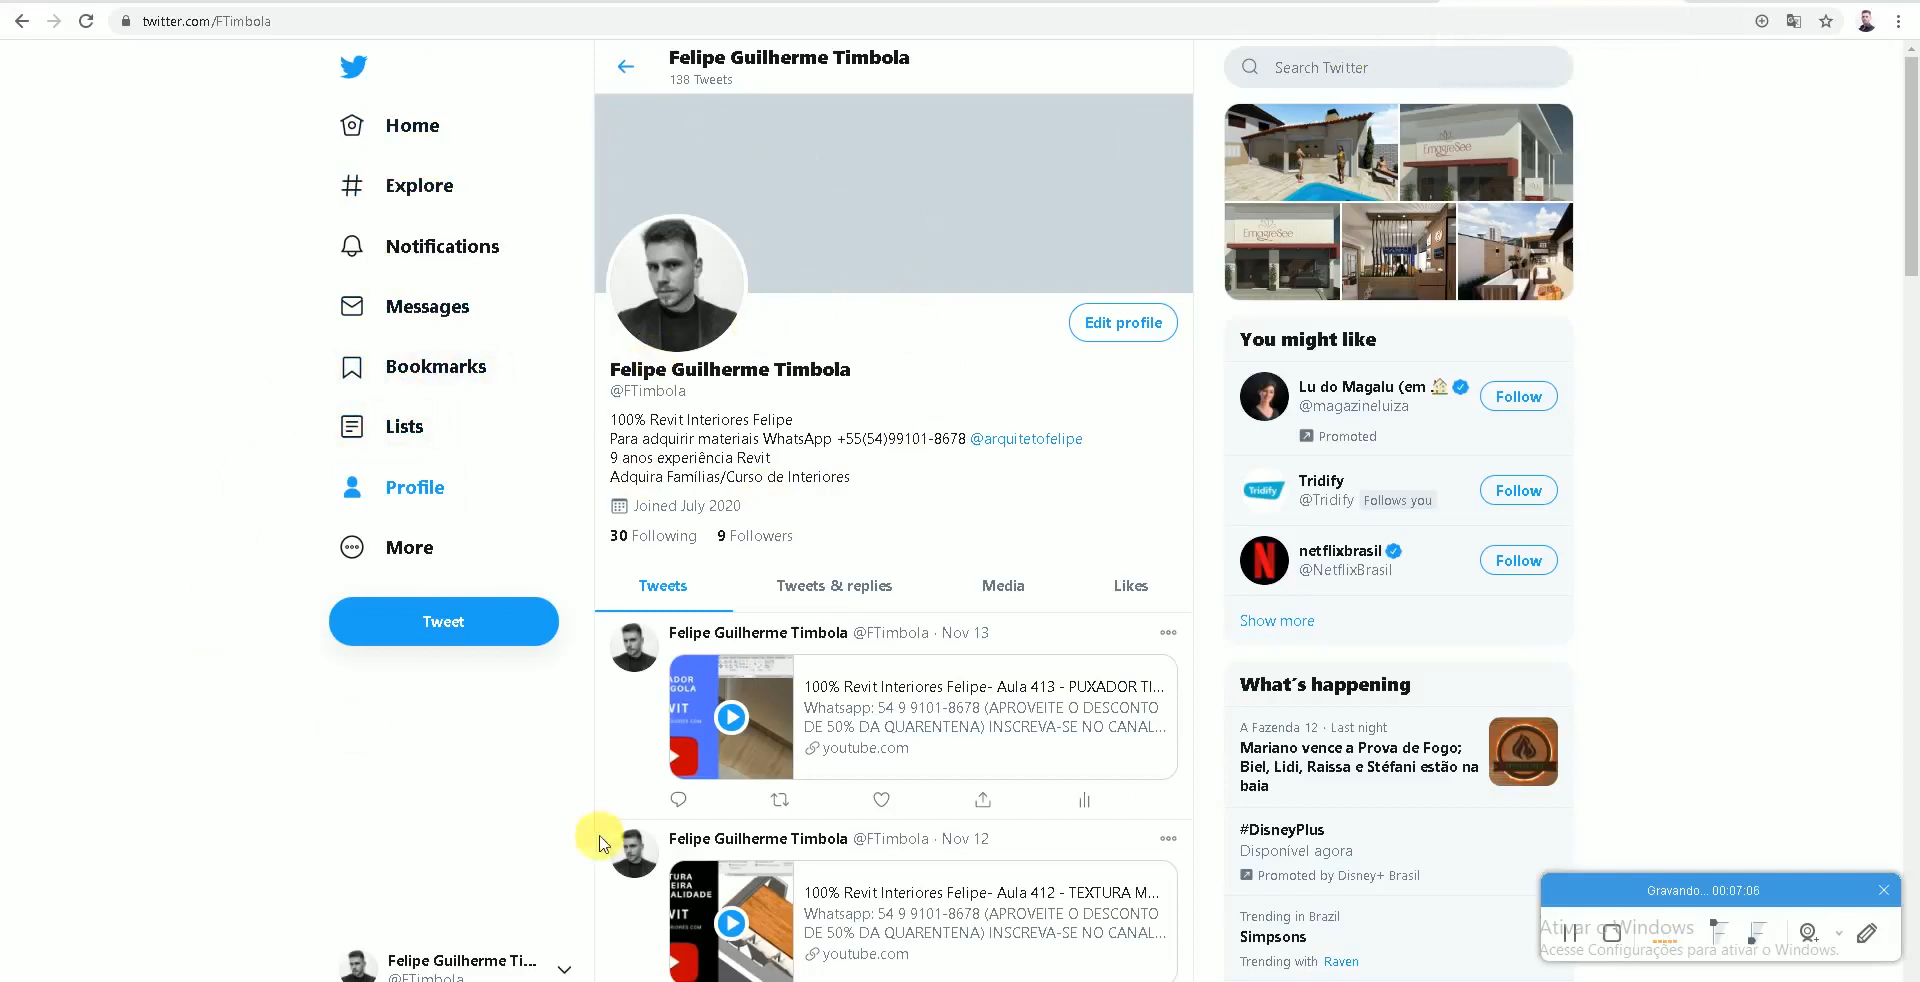 twitter.com/FTimbola
Home
Explore
Notifications
Messages
Bookmarks
Lists
Profile
More
Tweet
Felipe Guilherme Ti...
@FTimbola
Felipe Guilherme Timbola
138 Tweets
Edit profile
Felipe Guilherme Timbola
@FTimbola
100% Revit Interiores Felipe
Para adquirir materiais WhatsApp +55(54)99101-8678 @arquitetofelipe
9 anos experiência Revit
Adquira Famílias/Curso de Interiores
Joined July 2020
30 Following 9 Followers
Tweets Tweets & replies Media Likes
Felipe Guilherme Timbola @FTimbola · Nov 13
100% Revit Interiores Felipe- Aula 413 - PUXADOR TI...
Whatsapp: 54 9 9101-8678 (APROVEITE O DESCONTO
DE 50% DA QUARENTENA) INSCREVA-SE NO CANAL...
youtube.com
Felipe Guilherme Timbola @FTimbola · Nov 12
100% Revit Interiores Felipe- Aula 412 - TEXTURA M...
Whatsapp: 54 9 9101-8678 (APROVEITE O DESCONTO
DE 50% DA QUARENTENA) INSCREVA-SE NO CANAL...
youtube.com
Search Twitter
You might like
Lu do Magalu (em
@magazineluiza
Follow
Promoted
Tridify
Tridify
@Tridify Follows you
Follow
netflixbrasil
@NetflixBrasil
Follow
Show more
What's happening
A Fazenda 12 · Last night
Mariano vence a Prova de Fogo;
Biel, Lidi, Raissa e Stéfani estão na
baia
#DisneyPlus
Disponível agora
Promoted by Disney+ Brasil
Trending in Brazil
Simpsons
Trending with Raven
Gravando... 00:07:06
Ativar o Windows
Acesse Configurações para ativar o Windows.